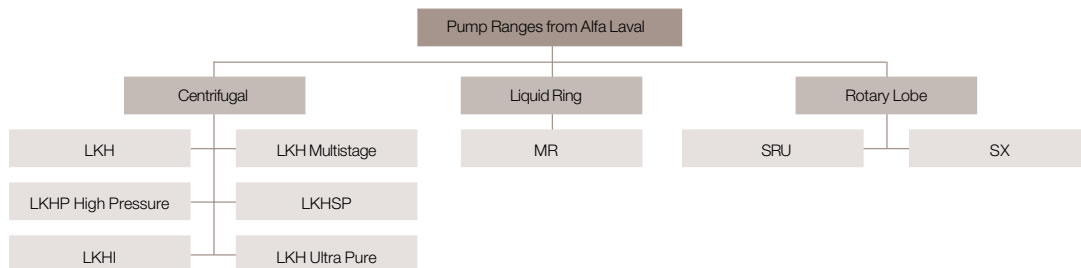 Pump Ranges from Alfa Laval
Centrifugal
Liquid Ring
Rotary Lobe
LKH
LKH Multistage
MR
SRU
SX
LKHP High Pressure
LKHSP
LKHI
LKH Ultra Pure